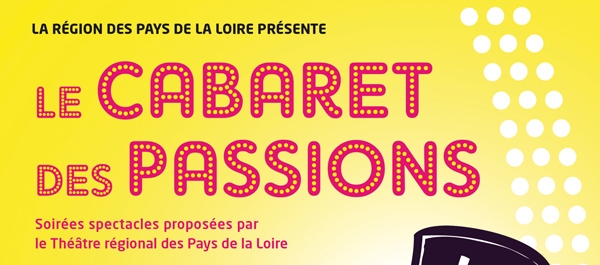 LA RÉGION DES PAYS DE LA LOIRE PRÉSENTE
LE CABARET
DES PASSIONS
Soirées spectacles proposées par
le Théâtre régional des Pays de la Loire